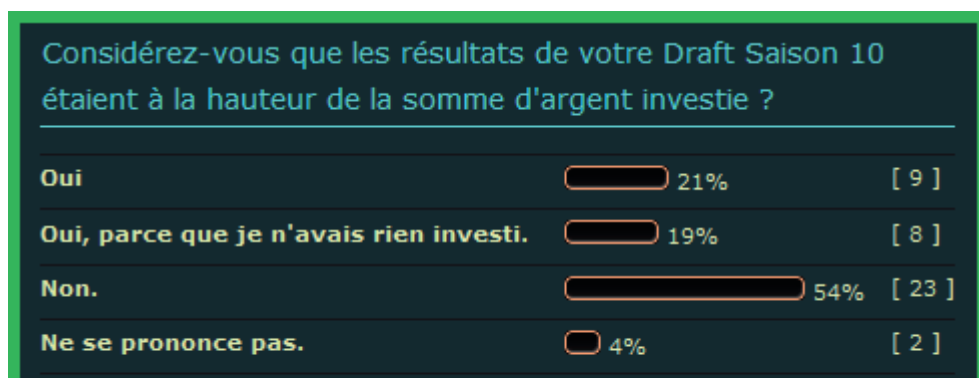 Considérez-vous que les résultats de votre Draft Saison 10
étaient à la hauteur de la somme d'argent investie ?
Oui 21% [ 9 ]
Oui, parce que je n'avais rien investi. 19% [ 8 ]
Non. 54% [ 23 ]
Ne se prononce pas. 4% [ 2 ]